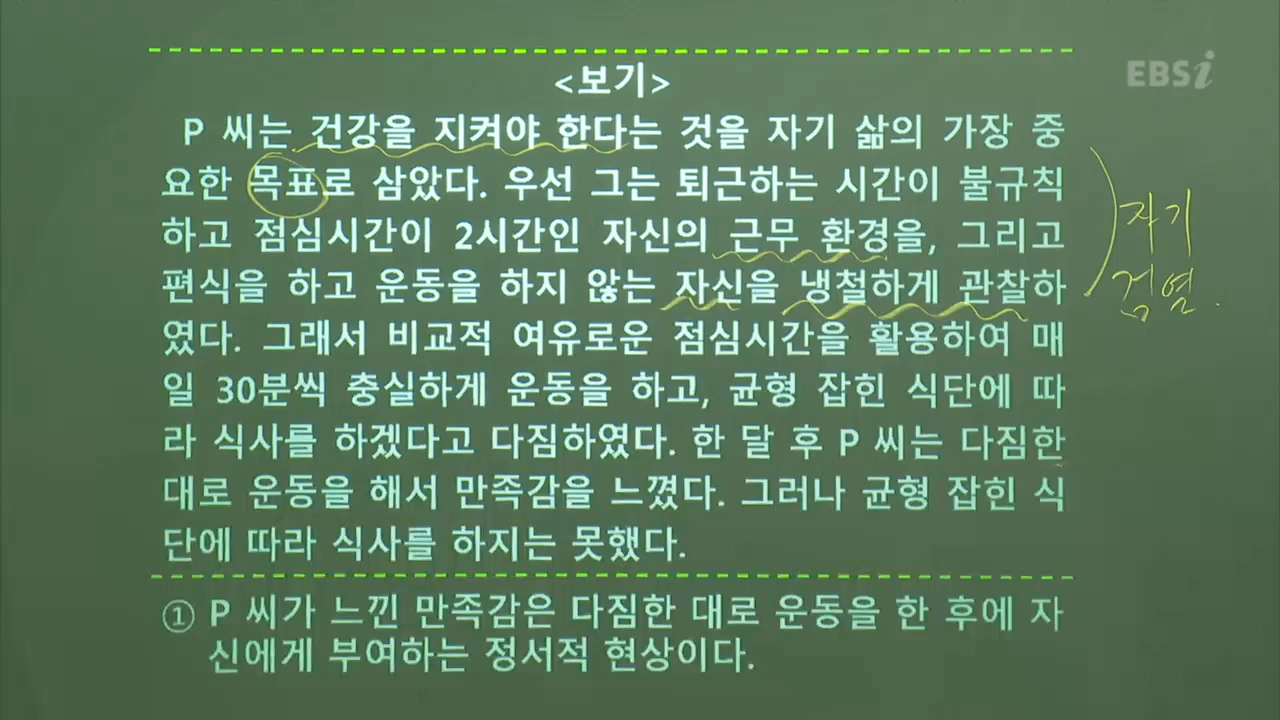 EBSi
<보기>
P 씨는 건강을 지켜야 한다는 것을 자기 삶의 가장 중
요한 목표로 삼았다. 우선 그는 퇴근하는 시간이 불규칙
하고 점심시간이 2시간인 자신의 근무 환경을, 그리고
편식을 하고 운동을 하지 않는 자신을 냉철하게 관찰하
였다. 그래서 비교적 여유로운 점심시간을 활용하여 매
일 30분씩 충실하게 운동을 하고, 균형 잡힌 식단에 따
라 식사를 하겠다고 다짐하였다. 한 달 후 P 씨는 다짐한
대로 운동을 해서 만족감을 느꼈다. 그러나 균형 잡힌 식
단에 따라 식사를 하지는 못했다.
자기
검열.
① P 씨가 느낀 만족감은 다짐한 대로 운동을 한 후에 자
신에게 부여하는 정서적 현상이다.